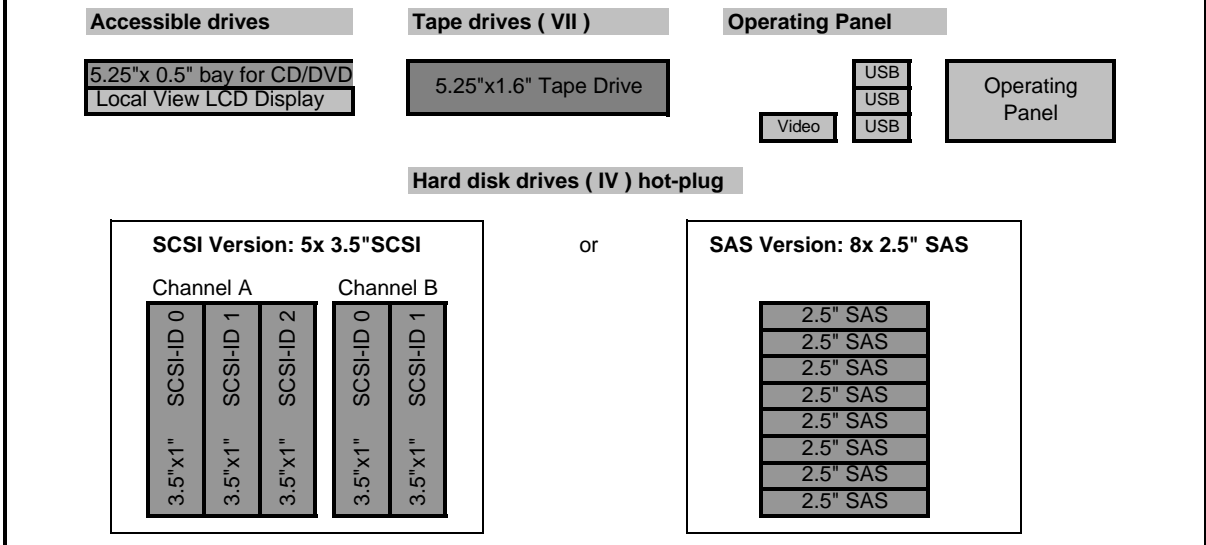 Accessible drives
Tape drives ( VII )
Operating Panel
5.25"x 0.5" bay for CD/DVD
Local View LCD Display
5.25"x1.6" Tape Drive
USB
USB
Video
USB
Operating
Panel
Hard disk drives ( IV ) hot-plug
SCSI Version: 5x 3.5"SCSI
or
SAS Version: 8x 2.5" SAS
Channel A
Channel B
3.5"x1" SCSI-ID 0
3.5"x1" SCSI-ID 1
3.5"x1" SCSI-ID 2
3.5"x1" SCSI-ID 0
3.5"x1" SCSI-ID 1
2.5" SAS
2.5" SAS
2.5" SAS
2.5" SAS
2.5" SAS
2.5" SAS
2.5" SAS
2.5" SAS